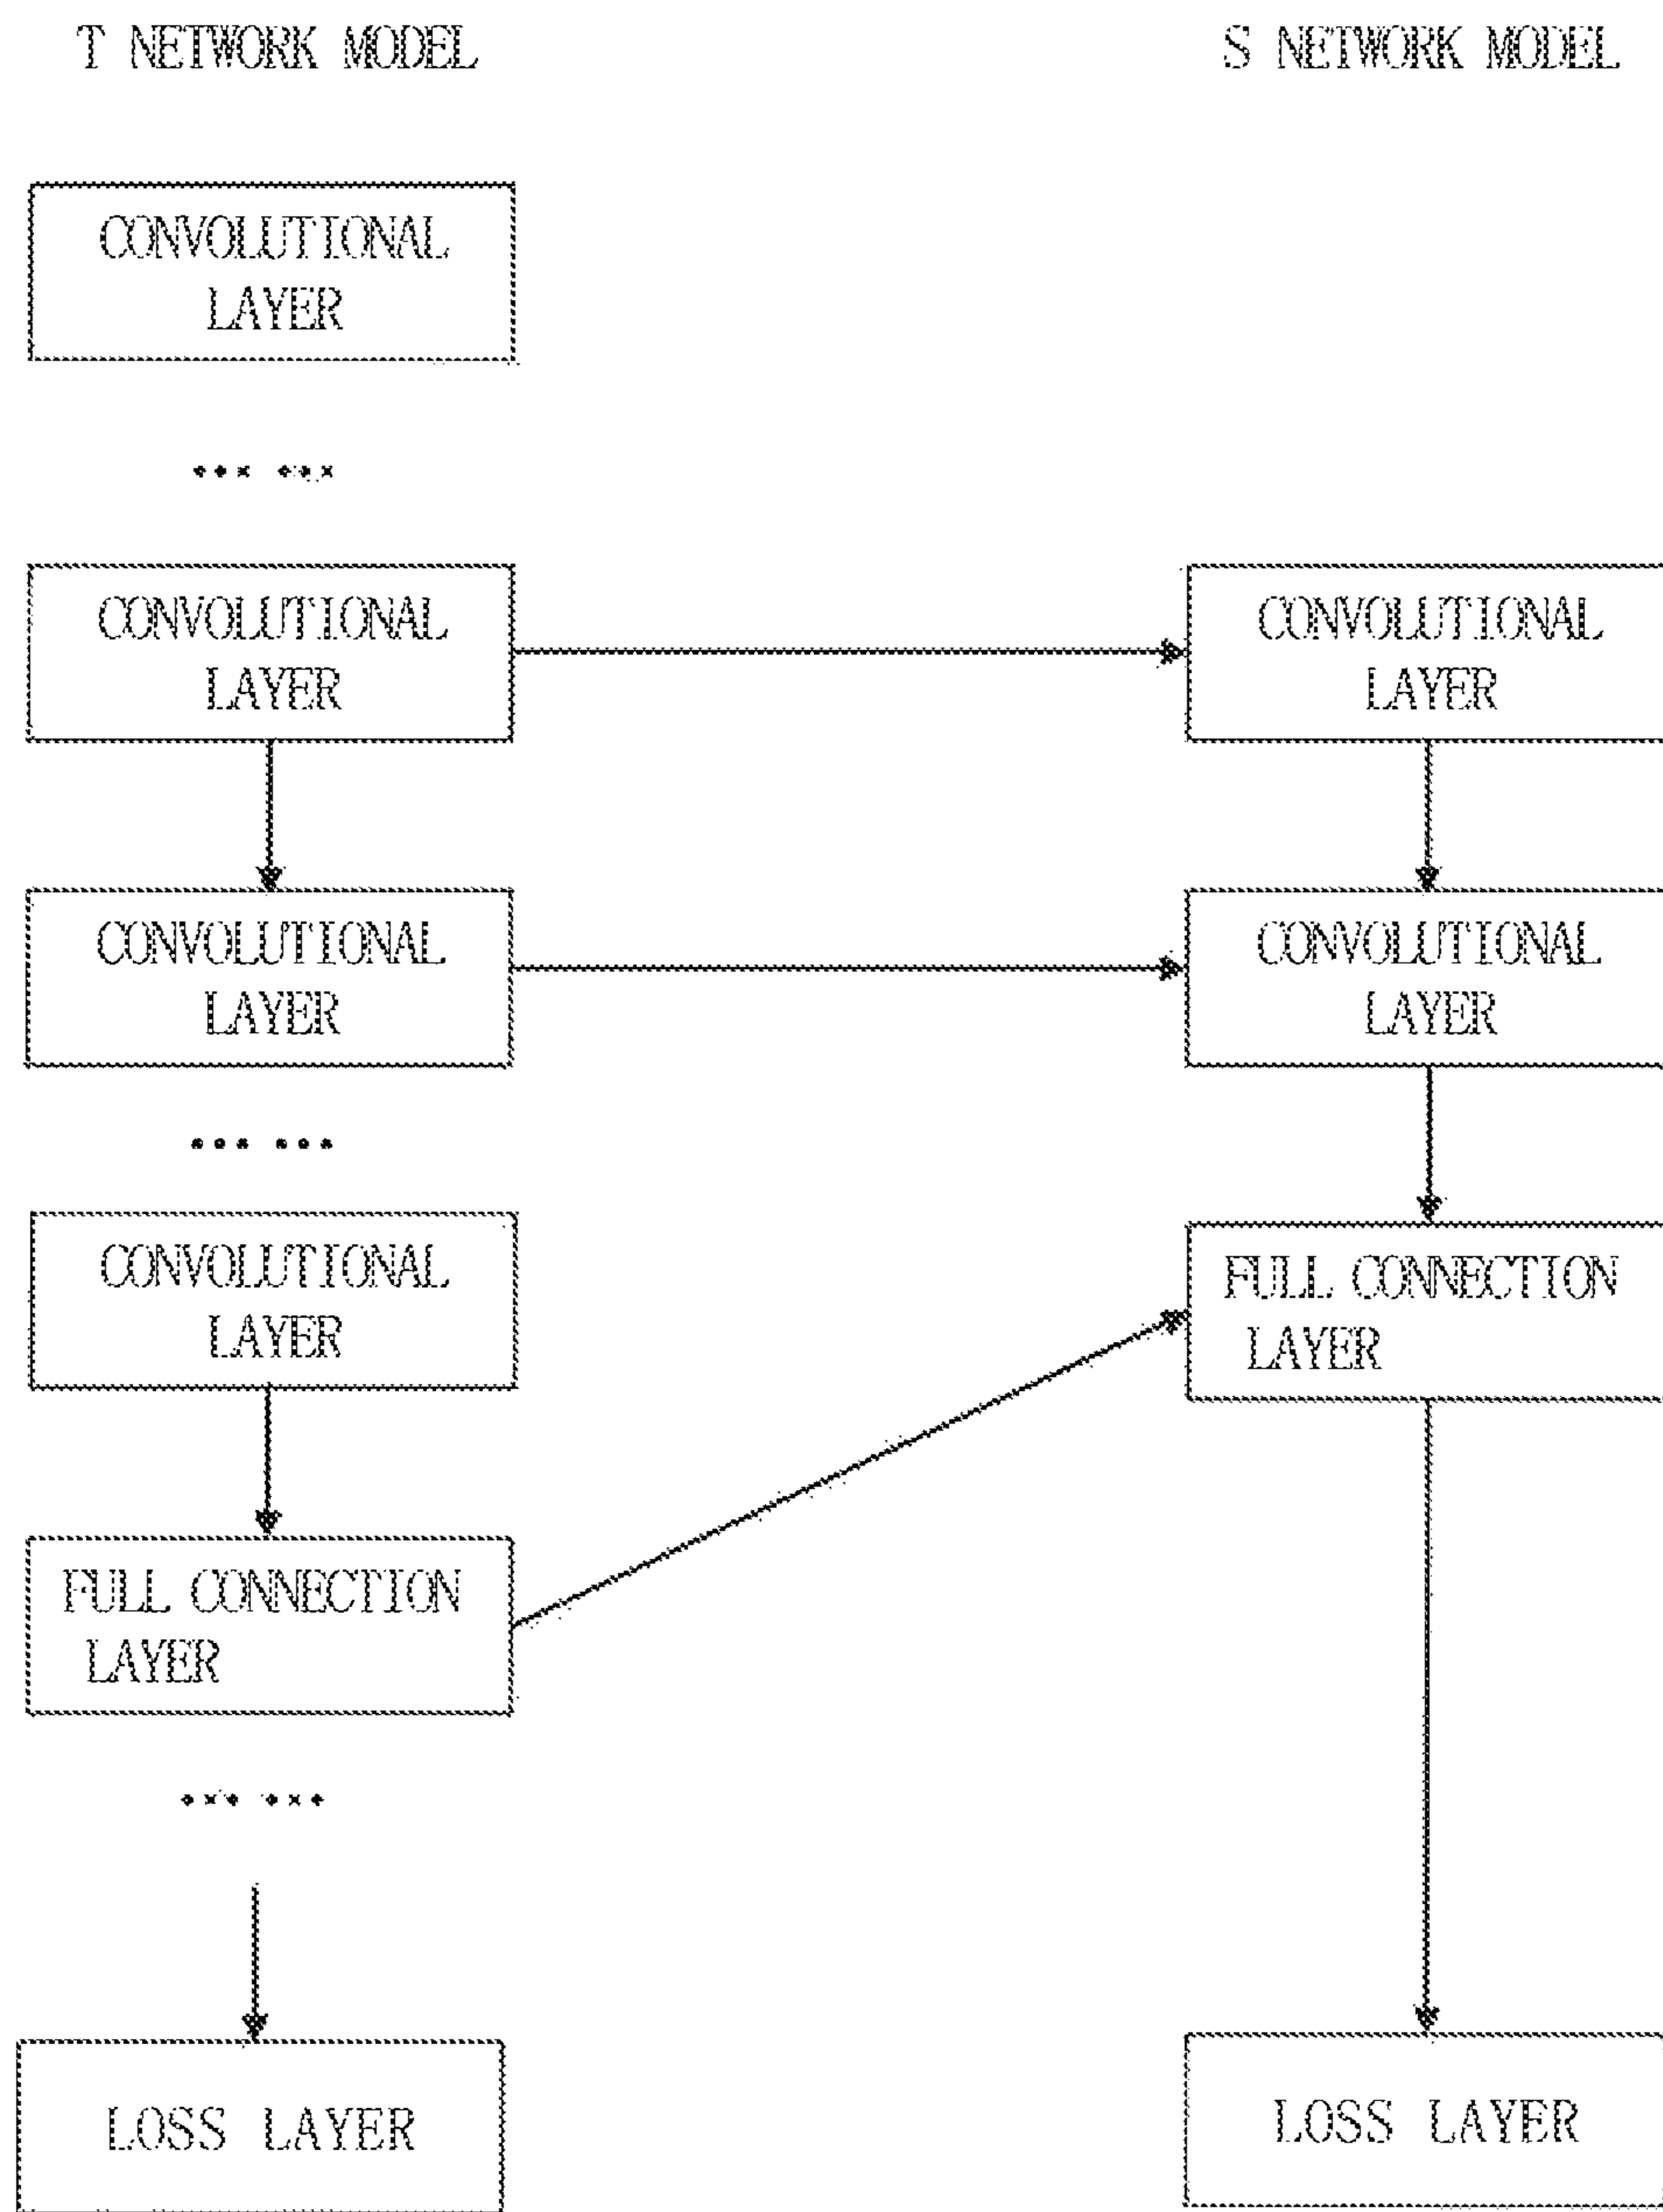 T NETWORK MODEL
S NETWORK MODEL
CONVOLUTIONAL
LAYER
... ...
CONVOLUTIONAL
LAYER
CONVOLUTIONAL
LAYER
CONVOLUTIONAL
LAYER
CONVOLUTIONAL
LAYER
... ...
CONVOLUTIONAL
LAYER
FULL CONNECTION
LAYER
FULL CONNECTION
LAYER
... ...
LOSS LAYER
LOSS LAYER